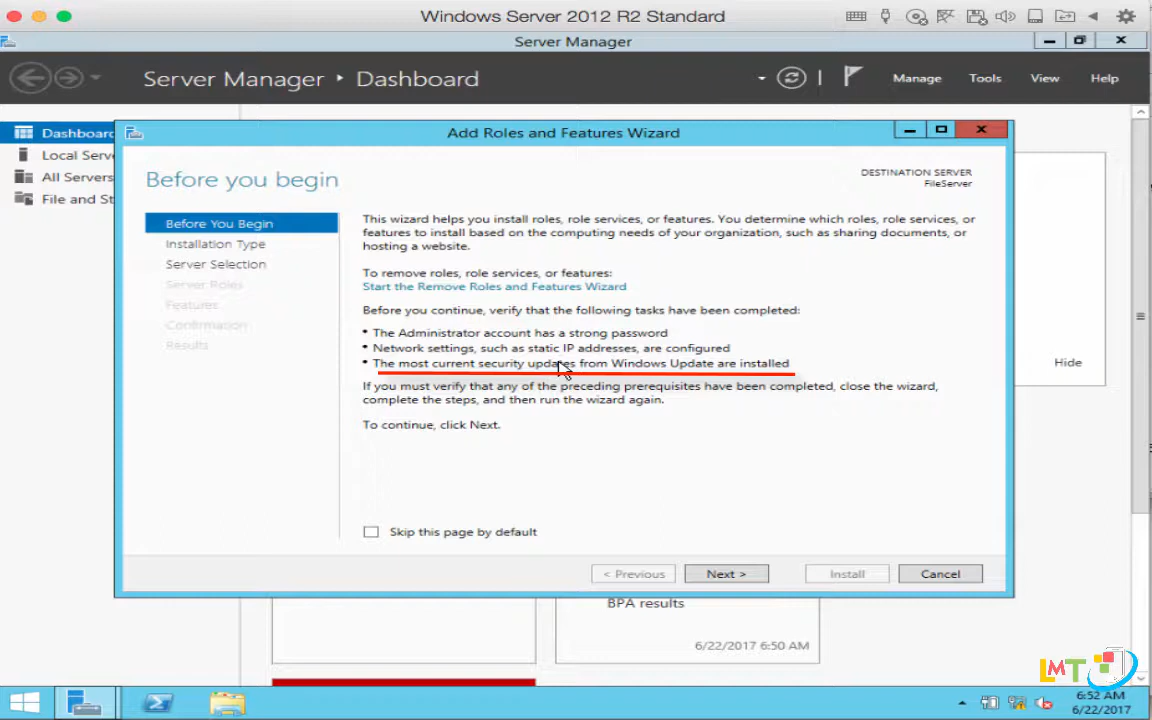 Windows Server 2012 R2 Standard
Server Manager
Server Manager ‣ Dashboard
Manage Tools View Help
Dashboard
Local Serve
All Servers
File and St
Add Roles and Features Wizard
Before you begin
DESTINATION SERVER
FileServer
Before You Begin
Installation Type
Server Selection
Server Roles
Features
Confirmation
Results
This wizard helps you install roles, role services, or features. You determine which roles, role services, or
features to install based on the computing needs of your organization, such as sharing documents, or
hosting a website.
To remove roles, role services, or features:
Start the Remove Roles and Features Wizard
Before you continue, verify that the following tasks have been completed:
• The Administrator account has a strong password
• Network settings, such as static IP addresses, are configured
• The most current security updates from Windows Update are installed
If you must verify that any of the preceding prerequisites have been completed, close the wizard,
complete the steps, and then run the wizard again.
To continue, click Next.
Skip this page by default
< Previous
Next >
Install
Cancel
Hide
BPA results
6/22/2017 6:50 AM
LMT
6:52 AM
6/22/2017